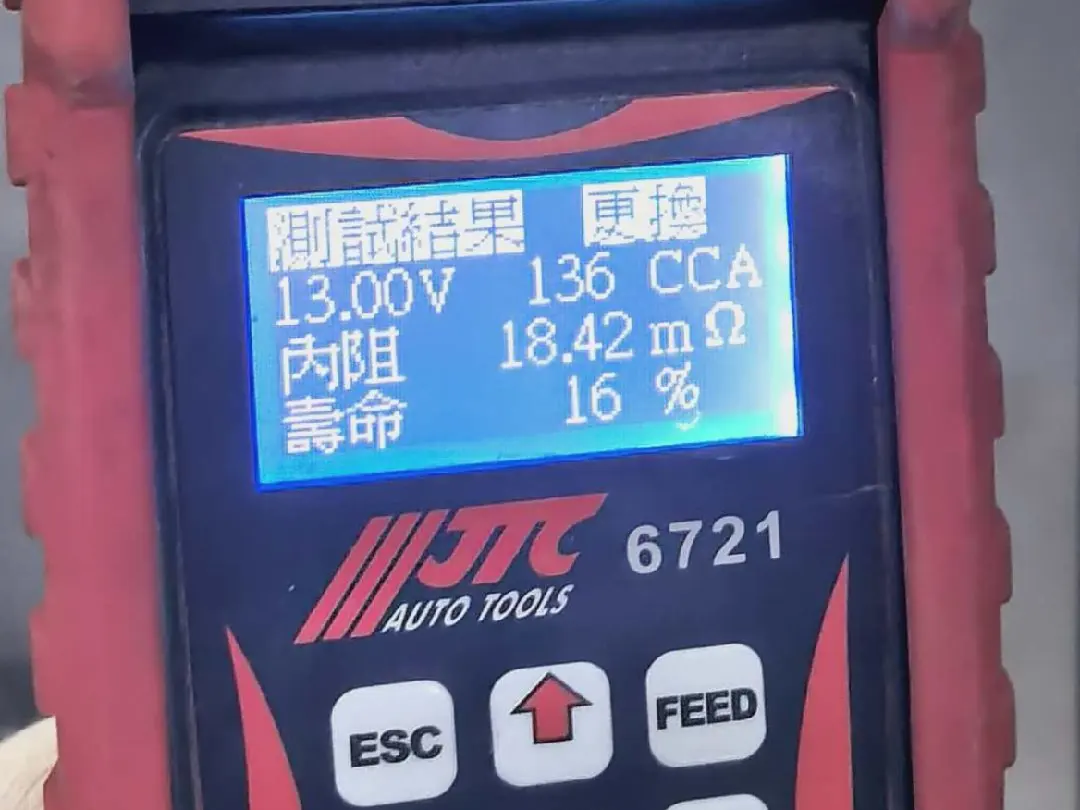 測試結果 更換
13.00V 136 CCA
內阻 18.42 mΩ
壽命 16 %
JTC 6721
AUTO TOOLS
ESC FEED